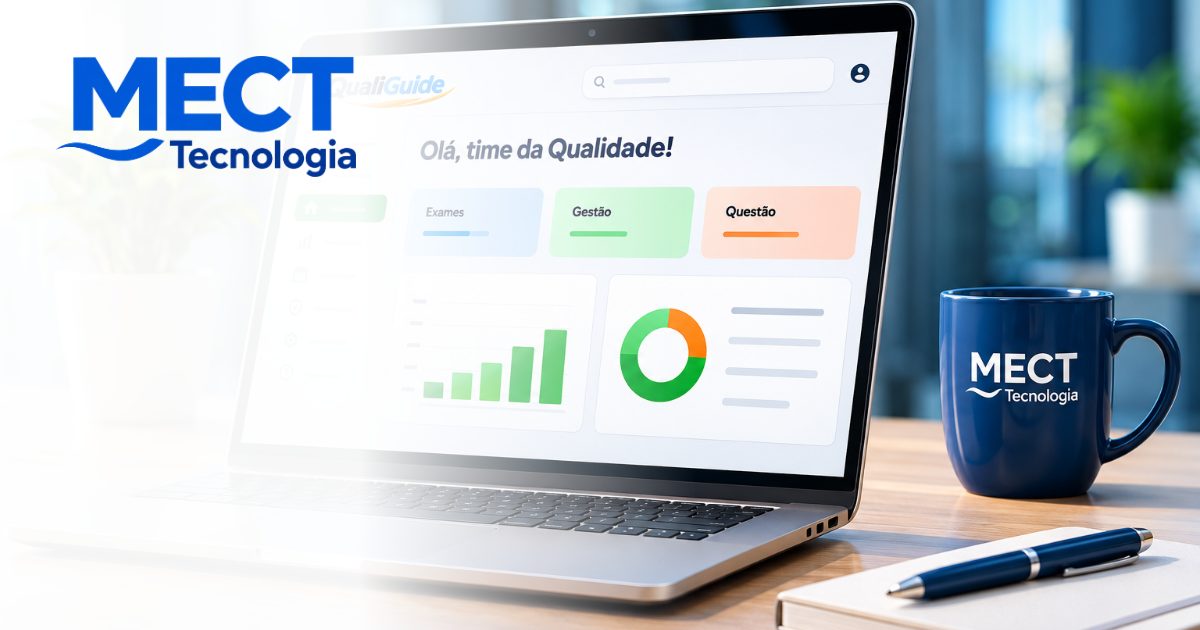 MECT
Tecnologia
QualiGuide
Olá, time da Qualidade!
Exames
Gestão
Questão
MECT
Tecnologia